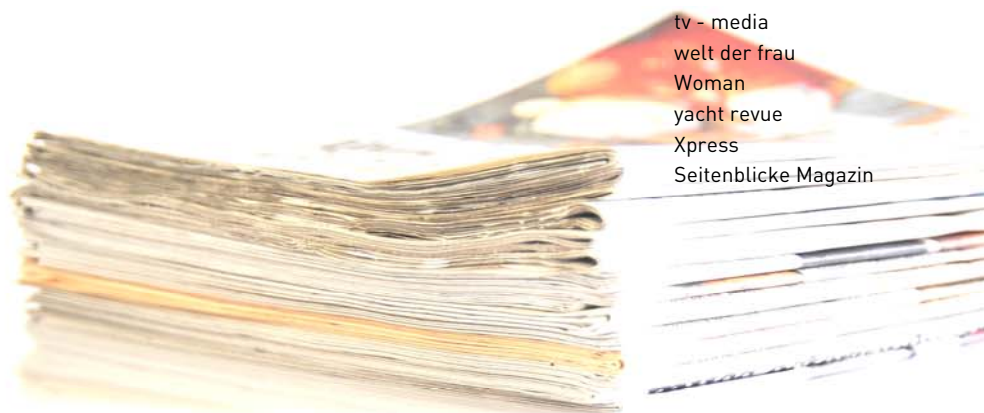 tv - media
welt der frau
Woman
yacht revue
Xpress
Seitenblicke Magazin